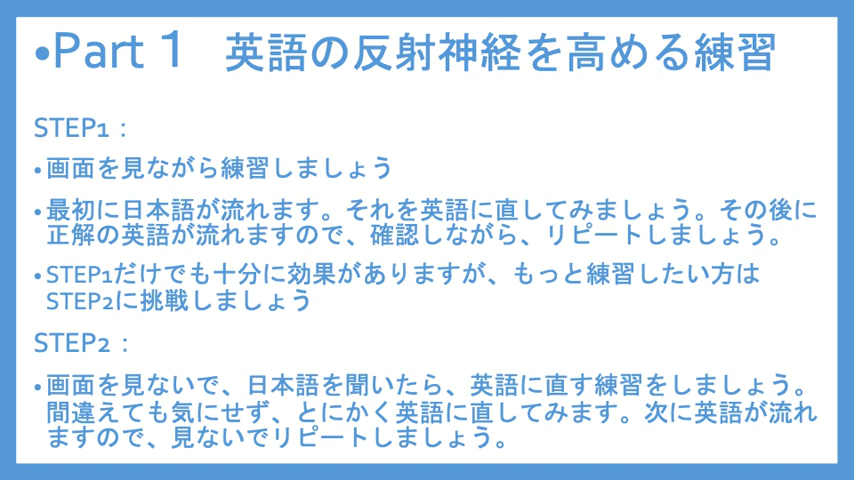 •Part 1 英語の反射神経を高める練習
STEP1：
•画面を見ながら練習しましょう
•最初に日本語が流れます。それを英語に直してみましょう。その後に
正解の英語が流れますので、確認しながら、リピートしましょう。
•STEP1だけでも十分に効果がありますが、もっと練習したい方は
STEP2に挑戦しましょう
STEP2：
•画面を見ないで、日本語を聞いたら、英語に直す練習をしましょう。
間違えても気にせず、とにかく英語に直してみます。次に英語が流れ
ますので、見ないでリピートしましょう。